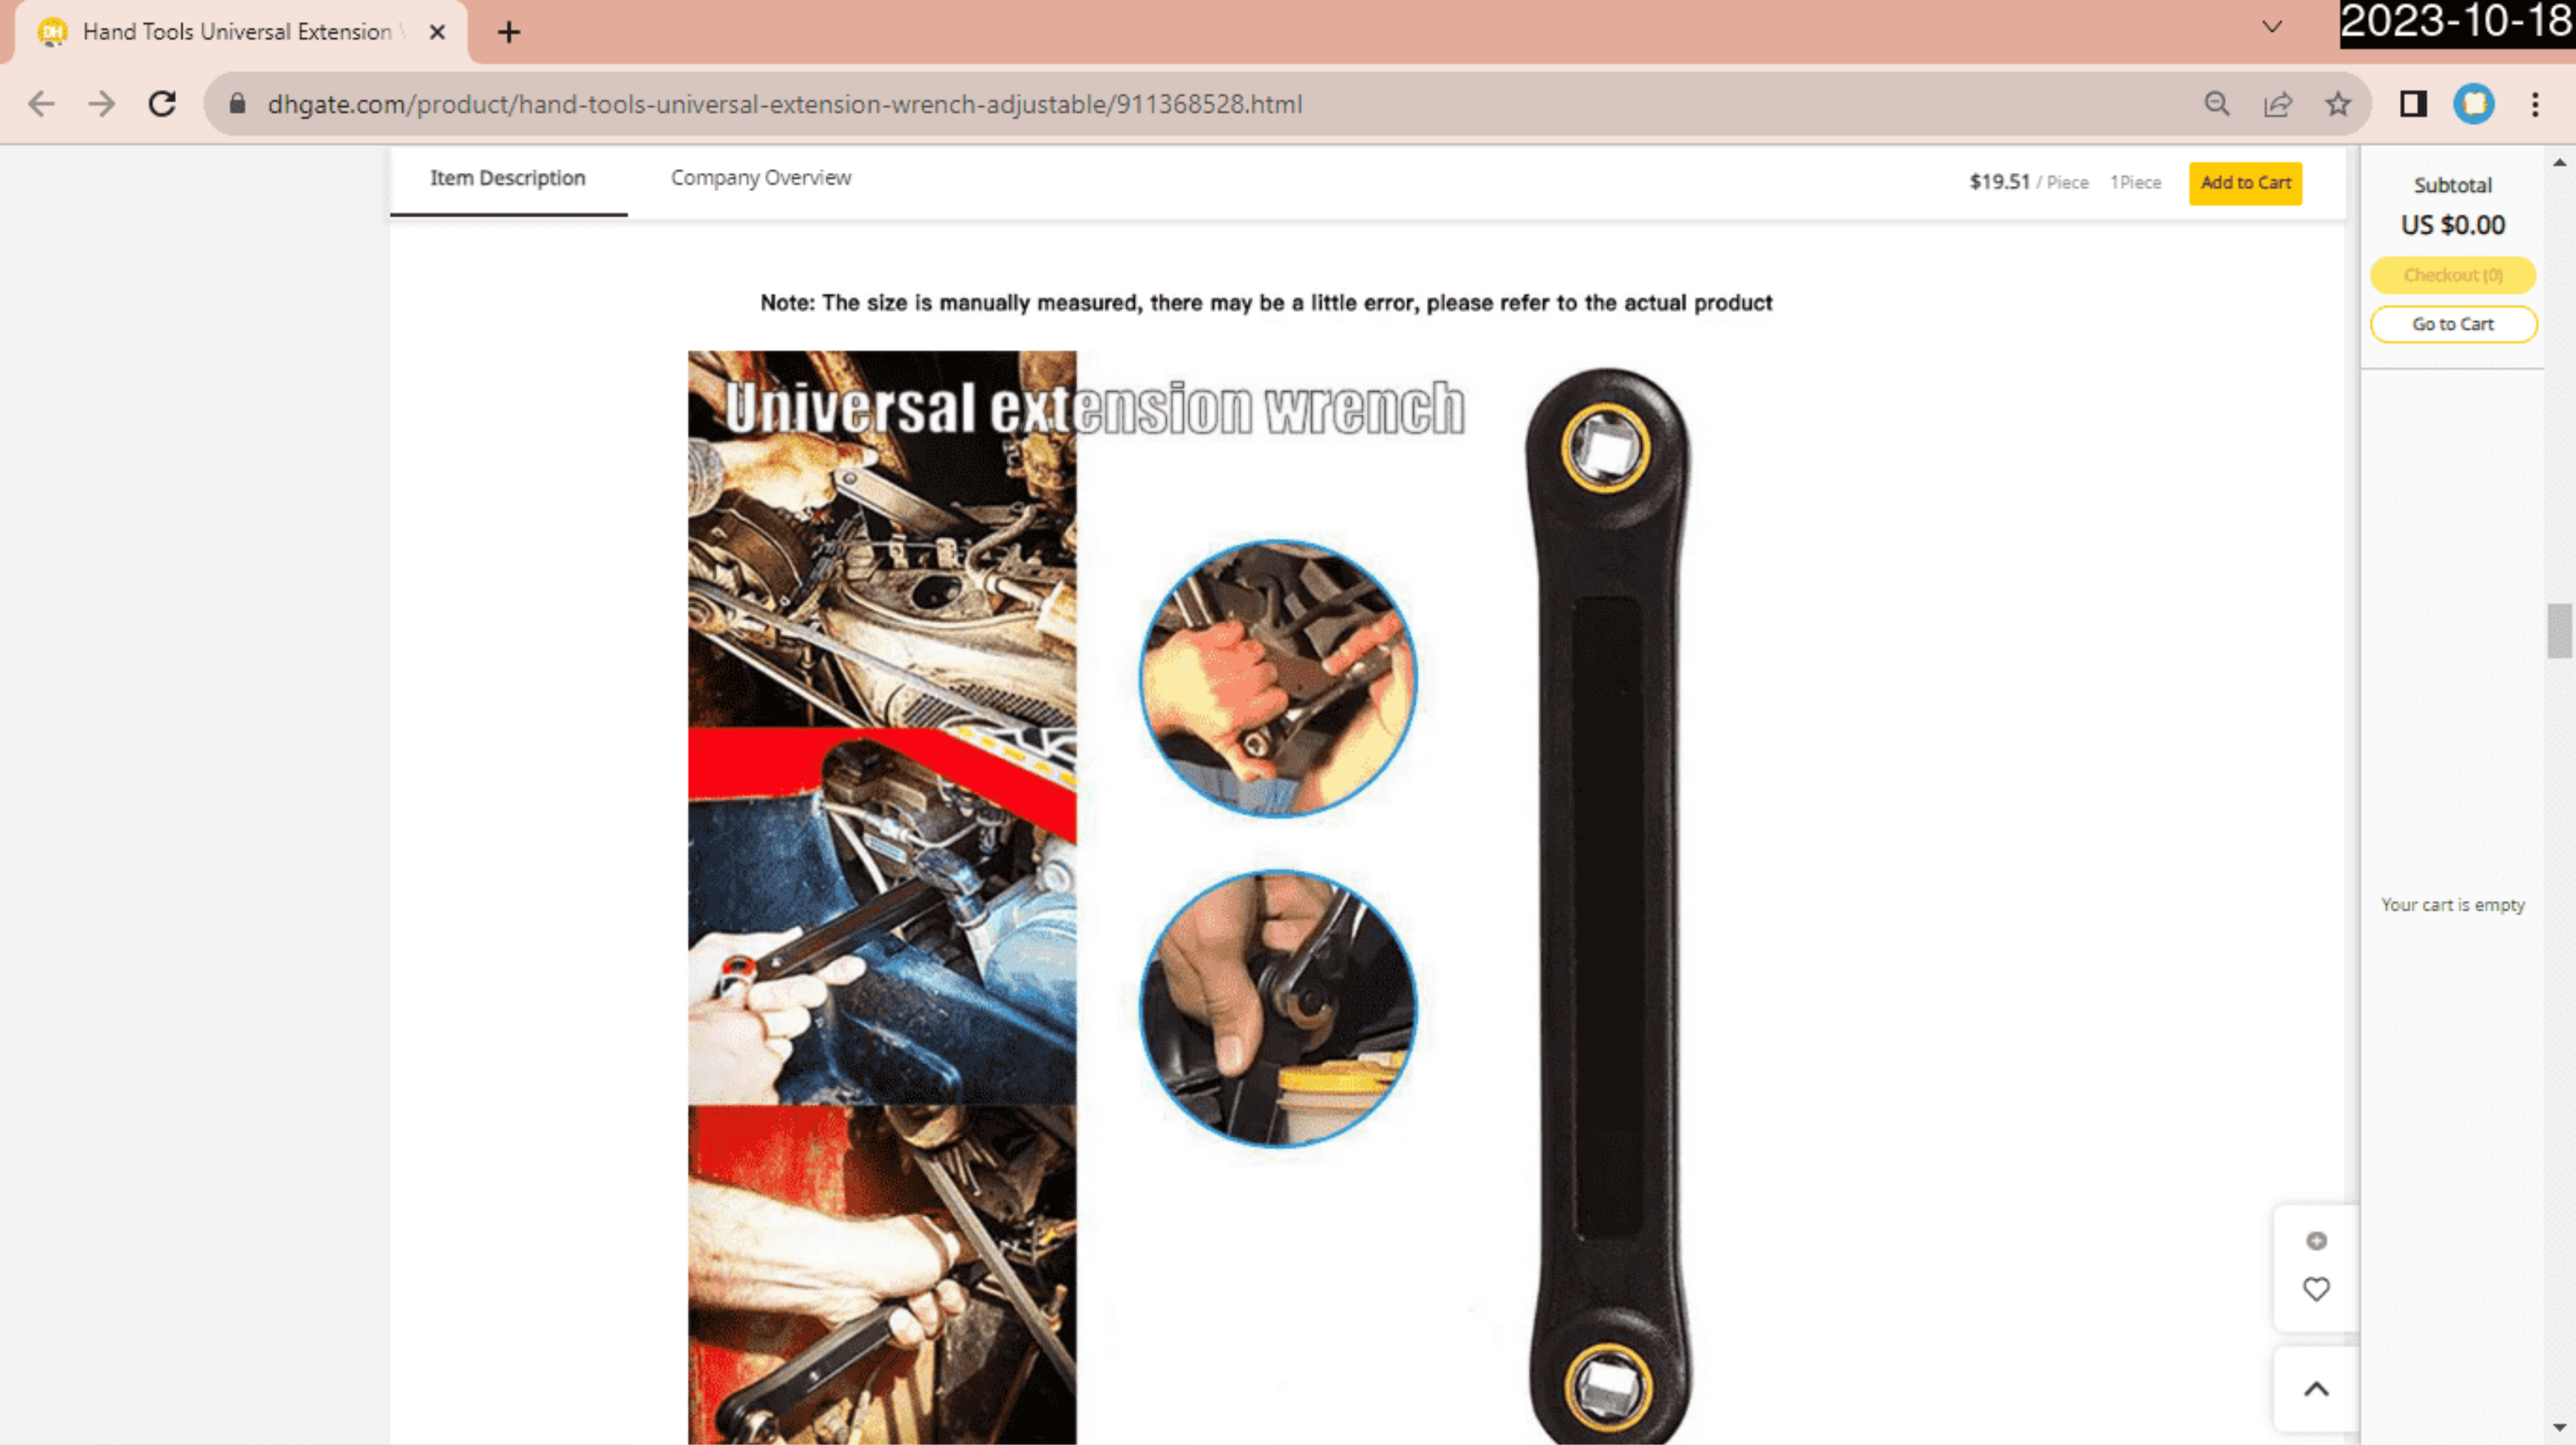 Hand Tools Universal Extension
2023-10-18
dhgate.com/product/hand-tools-universal-extension-wrench-adjustable/911368528.html
Item Description
Company Overview
$19.51 / Piece 1Piece
Add to Cart
Subtotal
US $0.00
Checkout (0)
Go to Cart
Note: The size is manually measured, there may be a little error, please refer to the actual product
Universal extension wrench
Your cart is empty